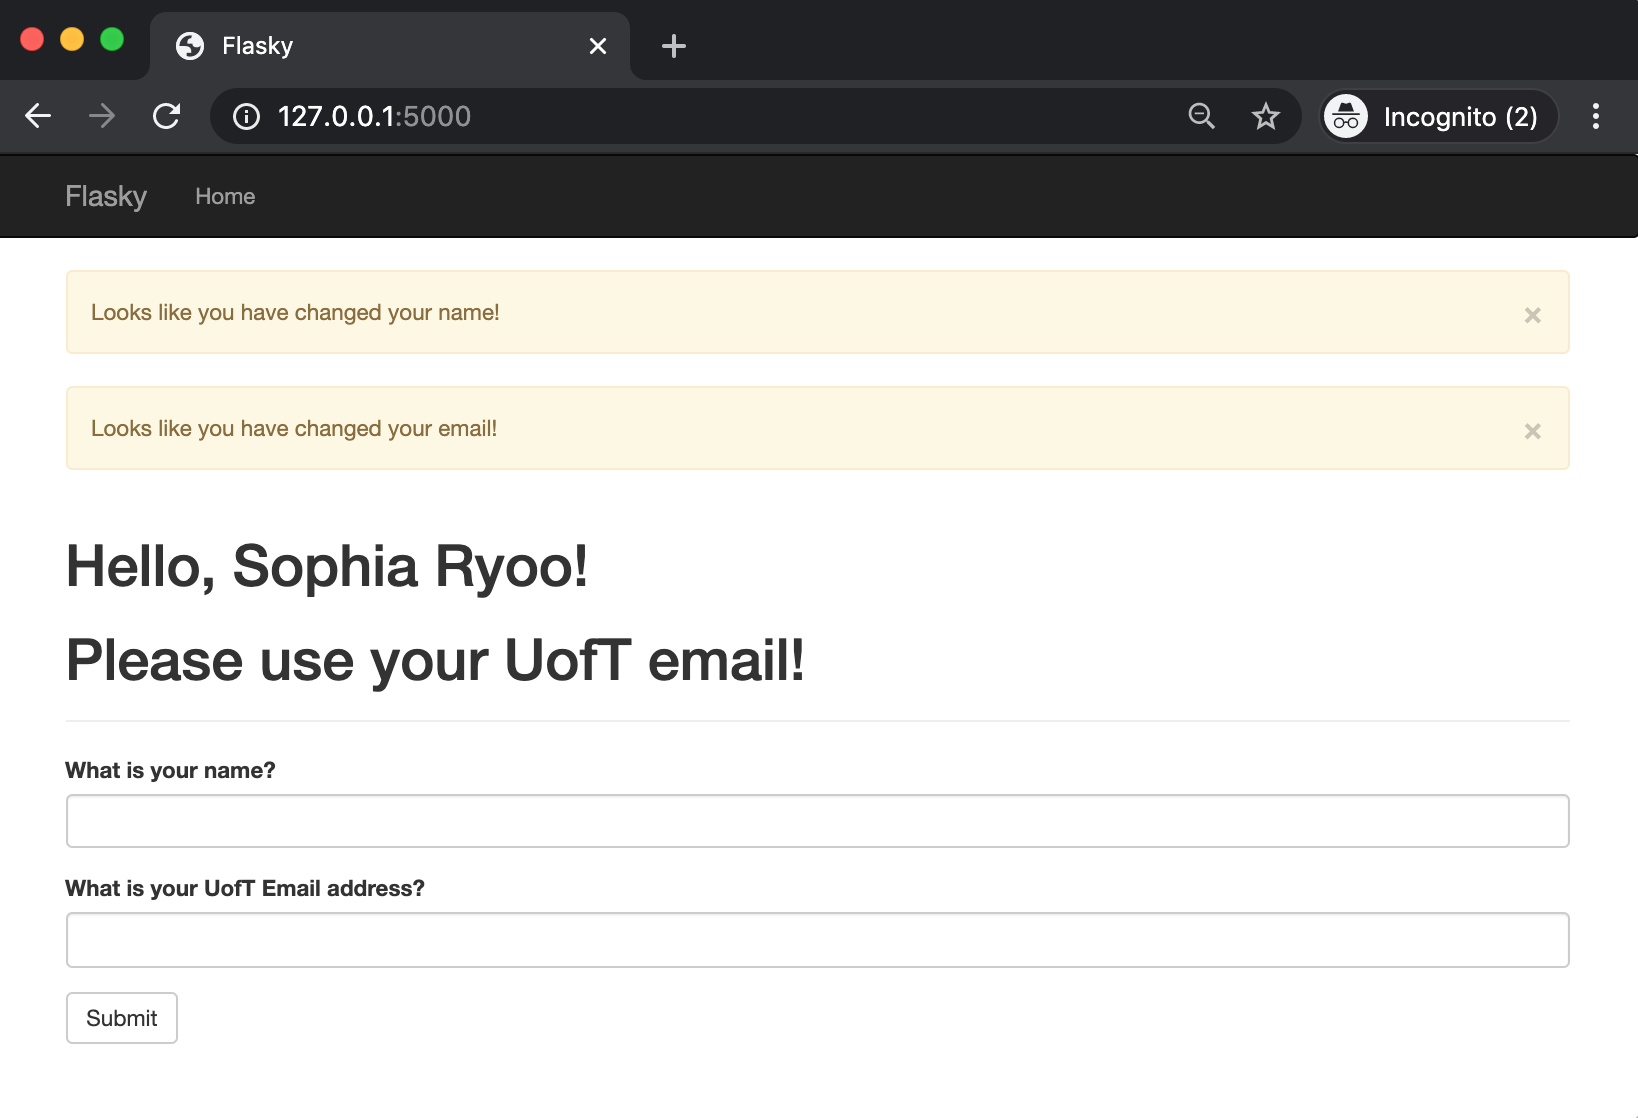 Flasky
127.0.0.1:5000
Incognito (2)
Flasky Home
Looks like you have changed your name!
Looks like you have changed your email!
Hello, Sophia Ryoo!
Please use your UofT email!
What is your name?
What is your UofT Email address?
Submit